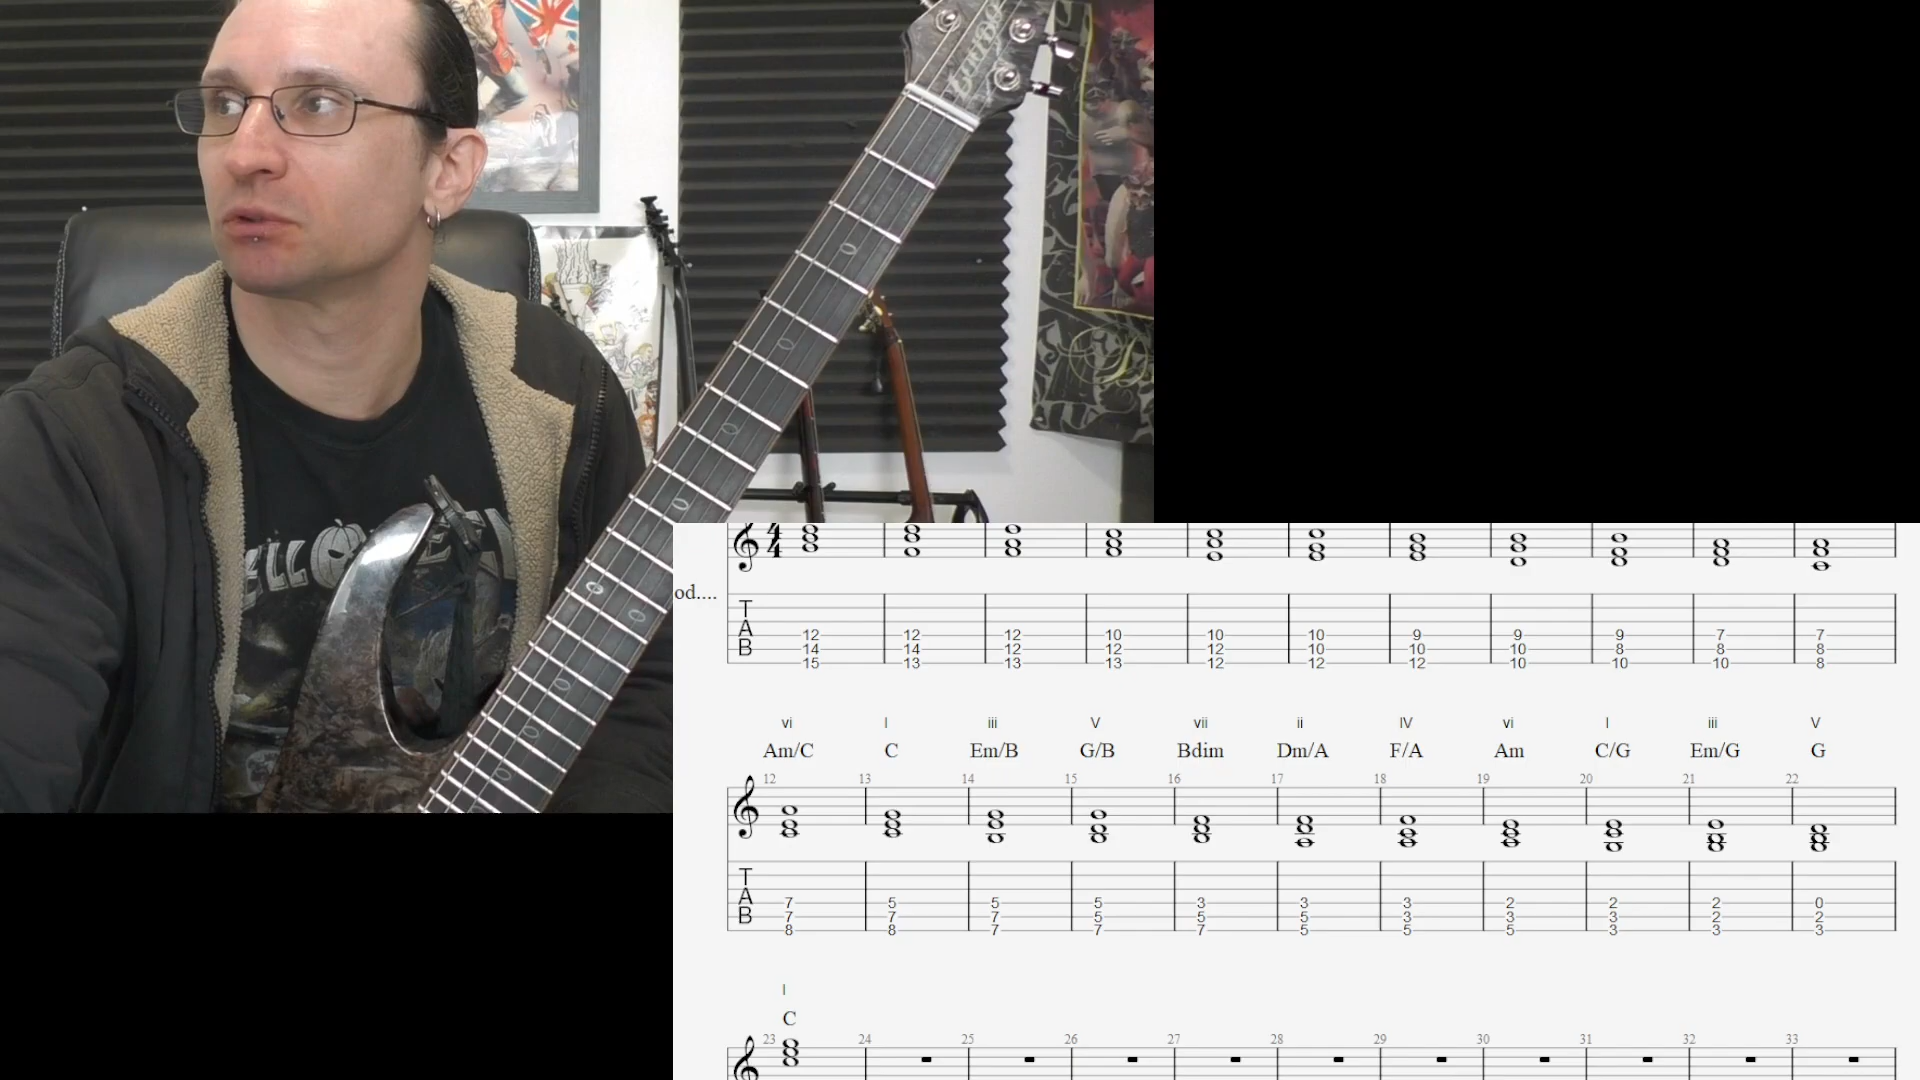 HELLO
od....
T
A
B
12 12 12 10 10 10 9 9 9 7 7
14 14 12 12 12 10 10 10 8 8 8
15 13 13 13 12 12 12 10 10 10 8
vi I iii V vii ii IV vi I iii V
Am/C C Em/B G/B Bdim Dm/A F/A Am C/G Em/G G
12 13 14 15 16 17 18 19 20 21 22
T
A
B
7 5 5 5 3 3 3 2 2 2 0
7 7 7 5 5 5 3 3 3 2 2
8 8 7 7 7 5 5 5 3 3 3
I
C
23 24 25 26 27 28 29 30 31 32 33